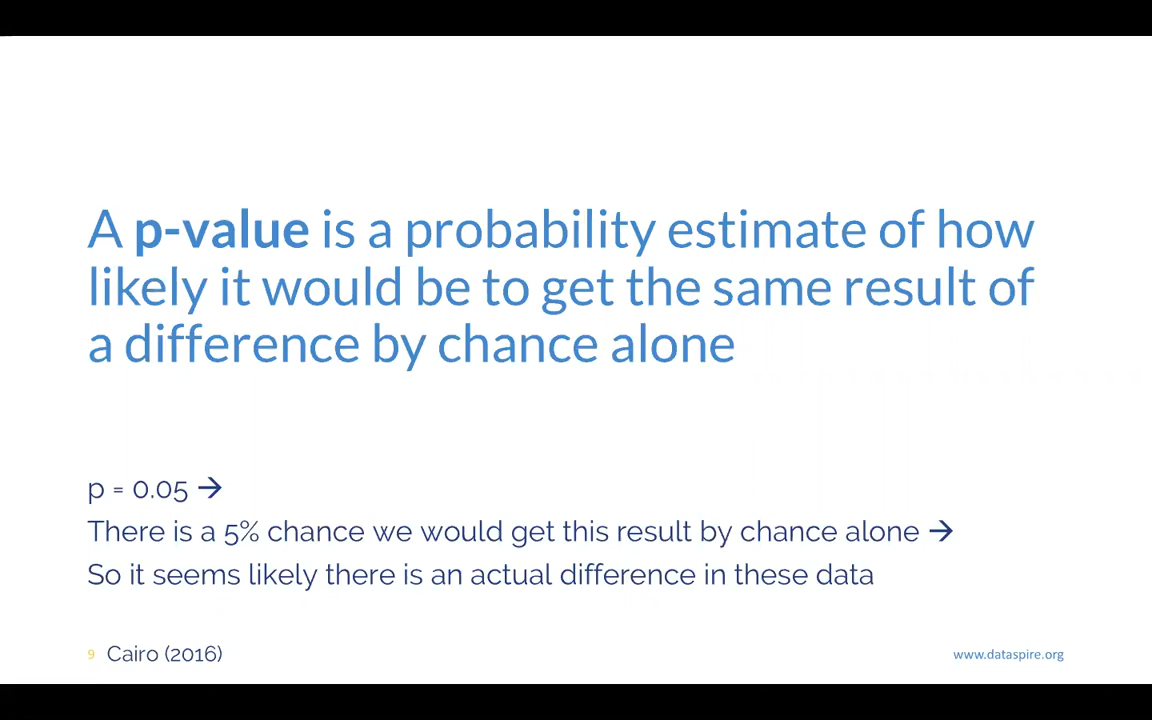 A p-value is a probability estimate of how
likely it would be to get the same result of
a difference by chance alone
p = 0.05 →
There is a 5% chance we would get this result by chance alone →
So it seems likely there is an actual difference in these data
9 Cairo (2016)
www.dataspire.org